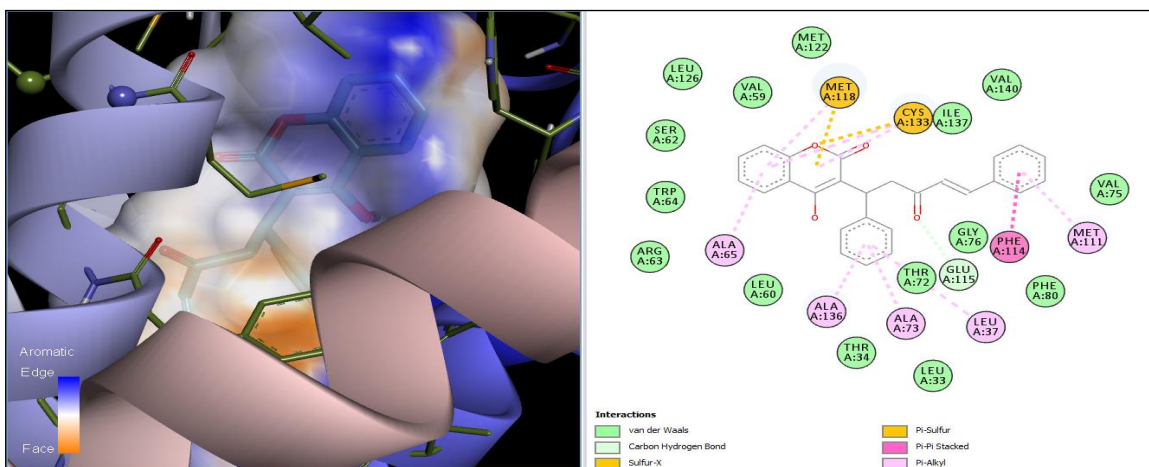 Aromatic
Edge
Face
MET
A:122
LEU
A:126
VAL
A:59
MET
A:118
CYS
A:133
ILE
A:137
VAL
A:140
SER
A:62
TRP
A:64
ARG
A:63
ALA
A:65
LEU
A:60
ALA
A:136
THR
A:72
ALA
A:73
GLY
A:76
GLU
A:115
PHE
A:114
MET
A:111
VAL
A:75
PHE
A:80
LEU
A:37
THR
A:34
LEU
A:33
O
O
O
O
Interactions
van der Waals
Carbon Hydrogen Bond
Sulfur-X
Pi-Sulfur
Pi-Pi Stacked
Pi-Alkyl